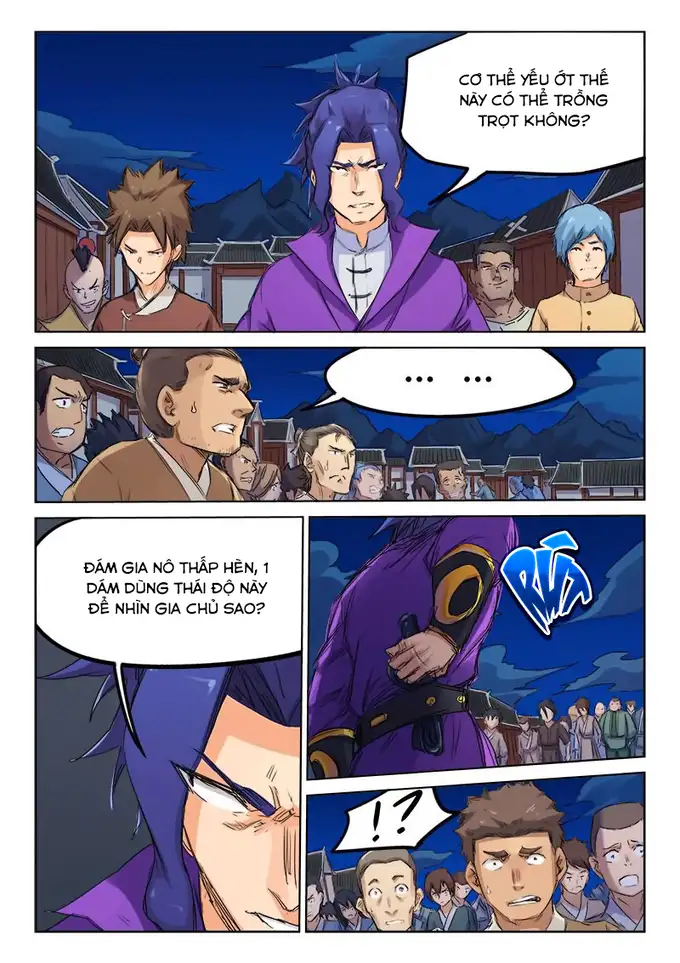 CƠ THỂ YẾU ỚT THẾ
NÀY CÓ THỂ TRỒNG
TRỌT KHÔNG?
... ...
ĐÁM GIA NÔ THẤP HÈN, 1
DÁM DÙNG THÁI ĐỘ NÀY
ĐỂ NHÌN GIA CHỦ SAO?
RÚT
!?